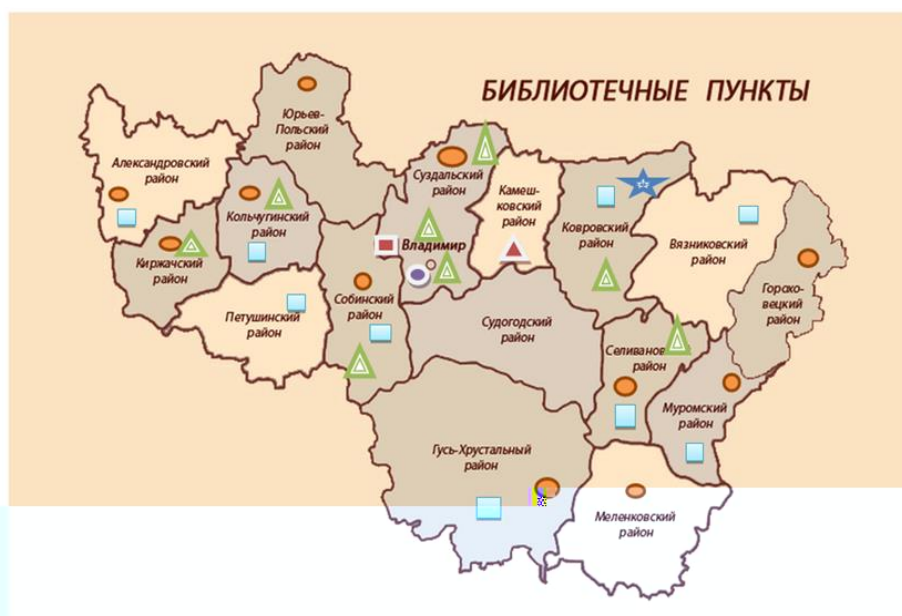 БИБЛИОТЕЧНЫЕ ПУНКТЫ
Юрьев-
Польский
район
Александровский
район
Суздальский
район
Камеш-
ковский
район
Кольчугинский
район
Ковровский
район
Владимир
Вязниковский
район
Киржачский
район
Горохо-
вецкий
район
Петушинский
район
Собинский
район
Судогодский
район
Селиванов
район
Муромский
район
Гусь-Хрустальный
район
Меленковский
район